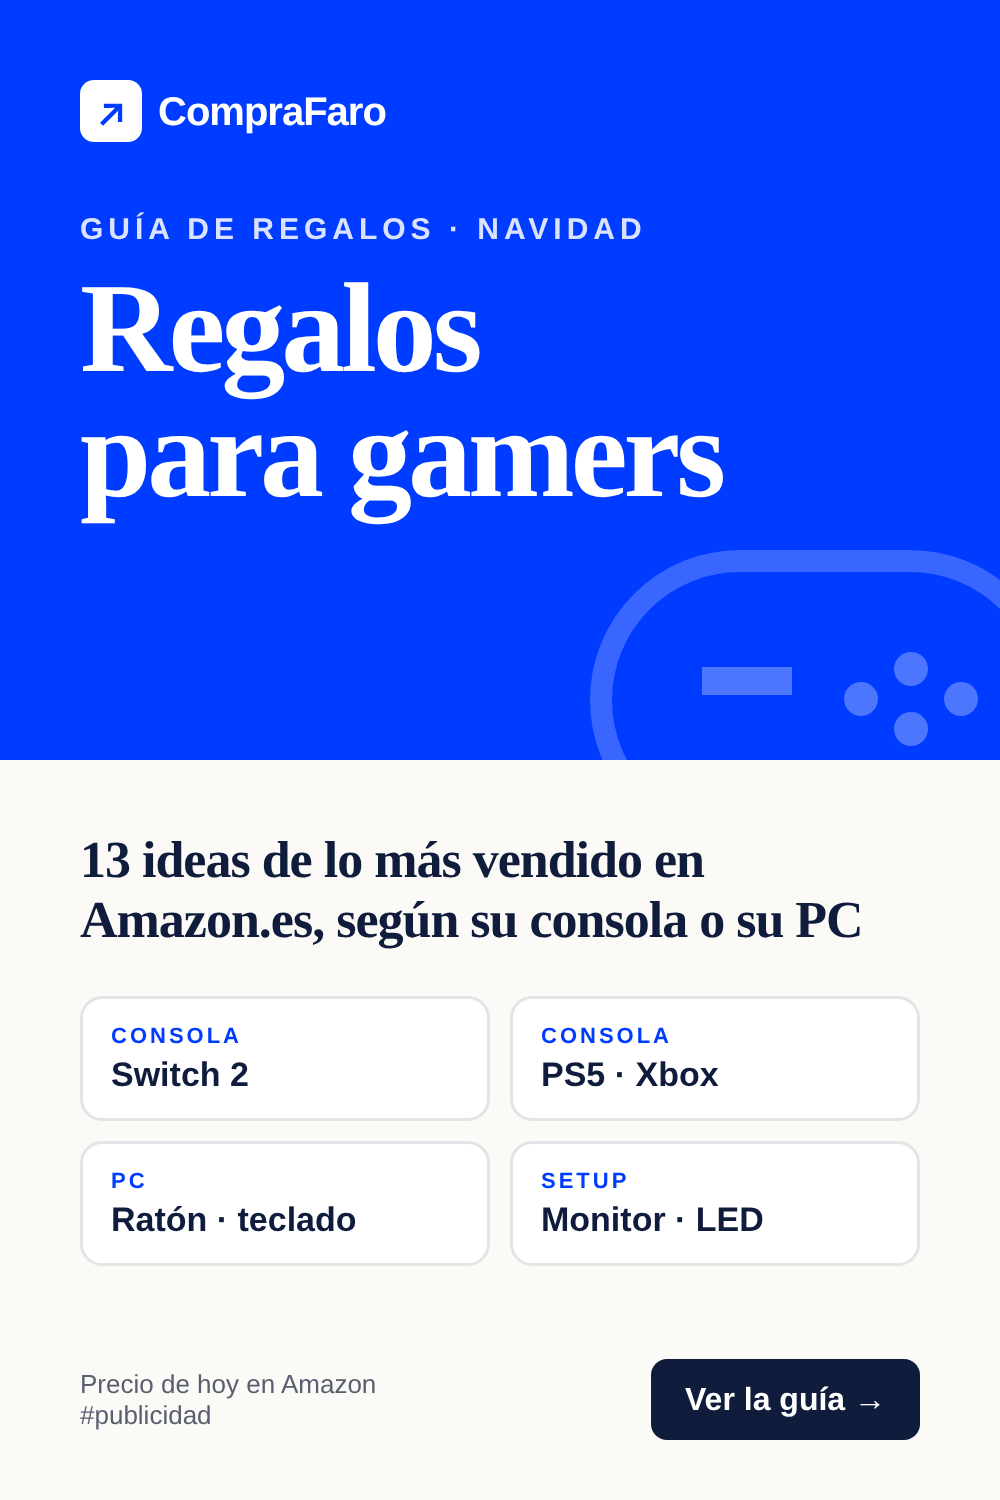 CompraFaro
GUÍA DE REGALOS · NAVIDAD
Regalos
para gamers
13 ideas de lo más vendido en
Amazon.es, según su consola o su PC
CONSOLA
Switch 2
CONSOLA
PS5 · Xbox
PC
Ratón · teclado
SETUP
Monitor · LED
Precio de hoy en Amazon
#publicidad
Ver la guía →